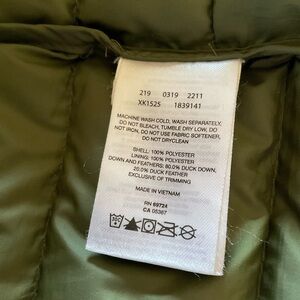 219 0319 2211
XK1525 1839141
MACHINE WASH COLD, WASH SEPARATELY,
DO NOT BLEACH, TUMBLE DRY LOW, DO
NOT IRON, DO NOT USE FABRIC SOFTENER,
DO NOT DRYCLEAN
SHELL: 100% POLYESTER
LINING: 100% POLYESTER
DOWN AND FEATHERS: 80.0% DUCK DOWN,
20.0% DUCK FEATHER
EXCLUSIVE OF TRIMMING
MADE IN VIETNAM
RN 69724
CA 05367